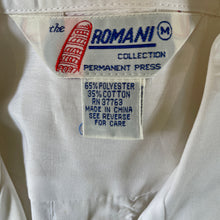 the ROMANI M
COLLECTION
PERMANENT PRESS
65% POLYESTER
35% COTTON
RN 37763
MADE IN CHINA
SEE REVERSE
FOR CARE